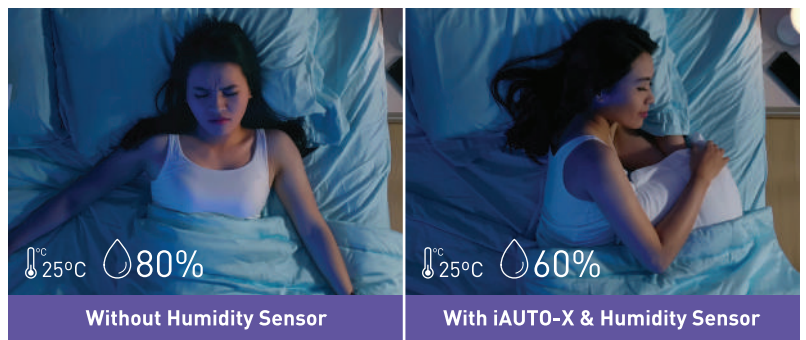 °C 25°C 80%
Without Humidity Sensor
°C 25°C 60%
With iAUTO-X & Humidity Sensor